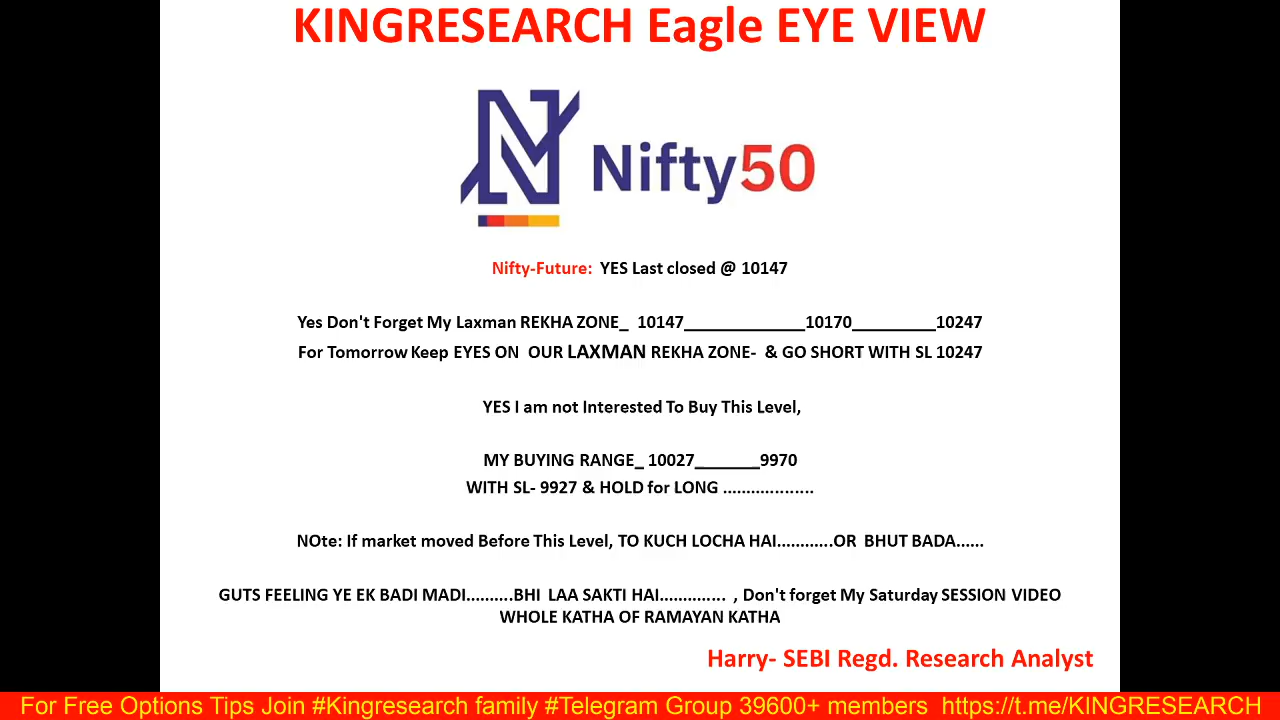 KINGRESEARCH Eagle EYE VIEW
Nifty50
Nifty-Future: YES Last closed @ 10147
Yes Don't Forget My Laxman REKHA ZONE_ 10147_____________10170_________10247
For Tomorrow Keep EYES ON OUR LAXMAN REKHA ZONE- & GO SHORT WITH SL 10247
YES I am not Interested To Buy This Level,
MY BUYING RANGE_ 10027_______9970
WITH SL- 9927 & HOLD for LONG ....................
NOte: If market moved Before This Level, TO KUCH LOCHA HAI............OR BHUT BADA......
GUTS FEELING YE EK BADI MADI..........BHI LAA SAKTI HAI.............. , Don't forget My Saturday SESSION VIDEO
WHOLE KATHA OF RAMAYAN KATHA
Harry- SEBI Regd. Research Analyst
For Free Options Tips Join #Kingresearch family #Telegram Group 39600+ members https://t.me/KINGRESEARCH